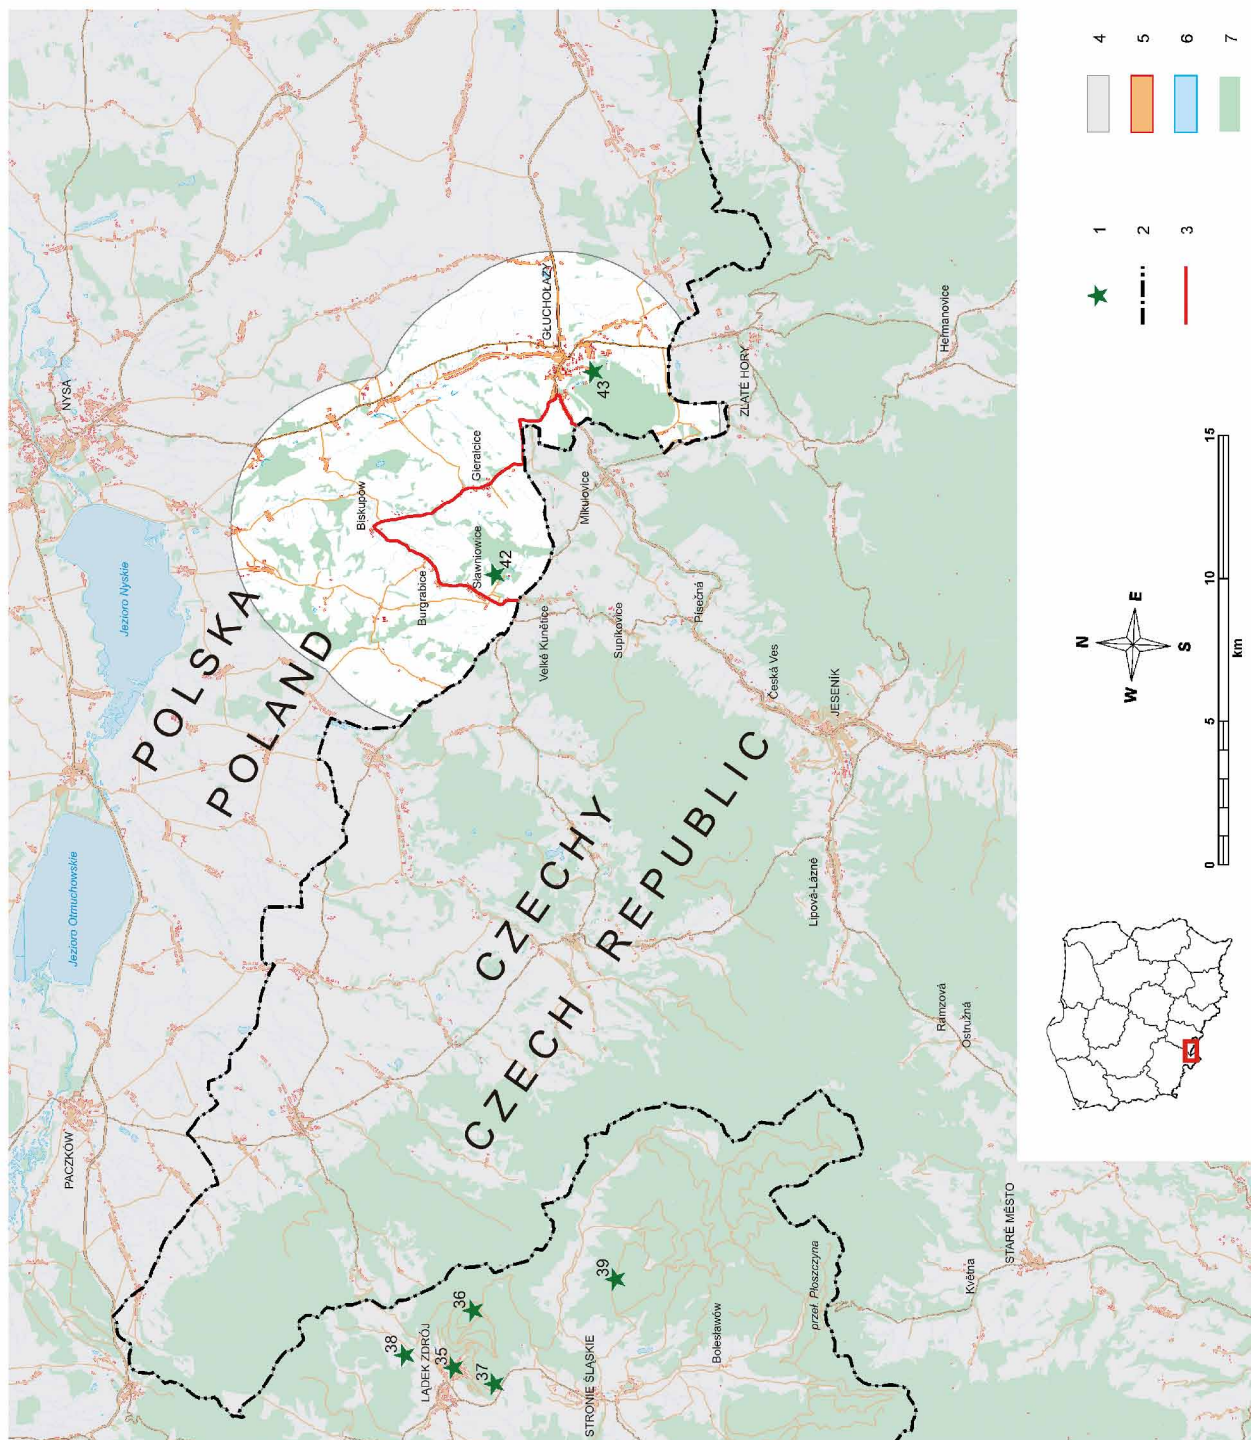 NYSA
Jezioro Nyskie
Jezioro Otmuchowskie
PACZKÓW
POLSKA
POLAND
Biskupów
Burgrabice
Sławniowice
42
Gierałcice
GŁUCHOŁAZY
43
Mikulovice
ZLATÉ HORY
Heřmanovice
Velké Kunětice
Supíkovice
Písečná
Česká Ves
JESENÍK
CZECHY
CZECH REPUBLIC
Lipová-Lázně
Ramzová
Ostružná
38
LĄDEK ZDRÓJ
35
36
37
39
STRONIE ŚLĄSKIE
Bolesławów
przeł. Płoszczyna
Května
STARÉ MĚSTO
1
2
3
4
5
6
7
N
W
E
S
0
5
10
15
km